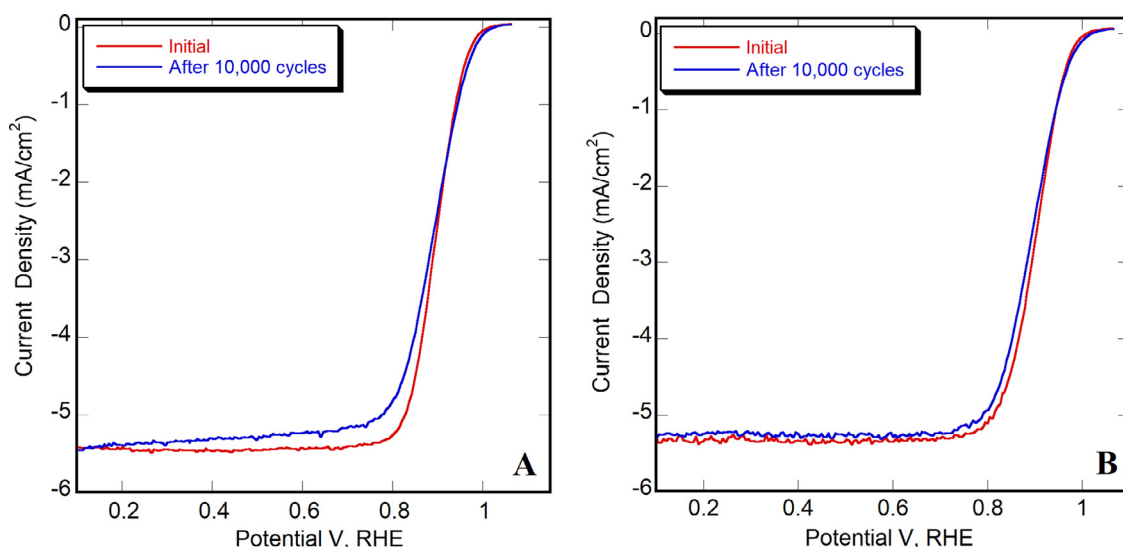 Initial
After 10,000 cycles
Current Density (mA/cm²)
0
-1
-2
-3
-4
-5
-6
0.2 0.4 0.6 0.8 1
Potential V, RHE
A
Initial
After 10,000 cycles
Current Density (mA/cm²)
0
-1
-2
-3
-4
-5
-6
0.2 0.4 0.6 0.8 1
Potential V, RHE
B